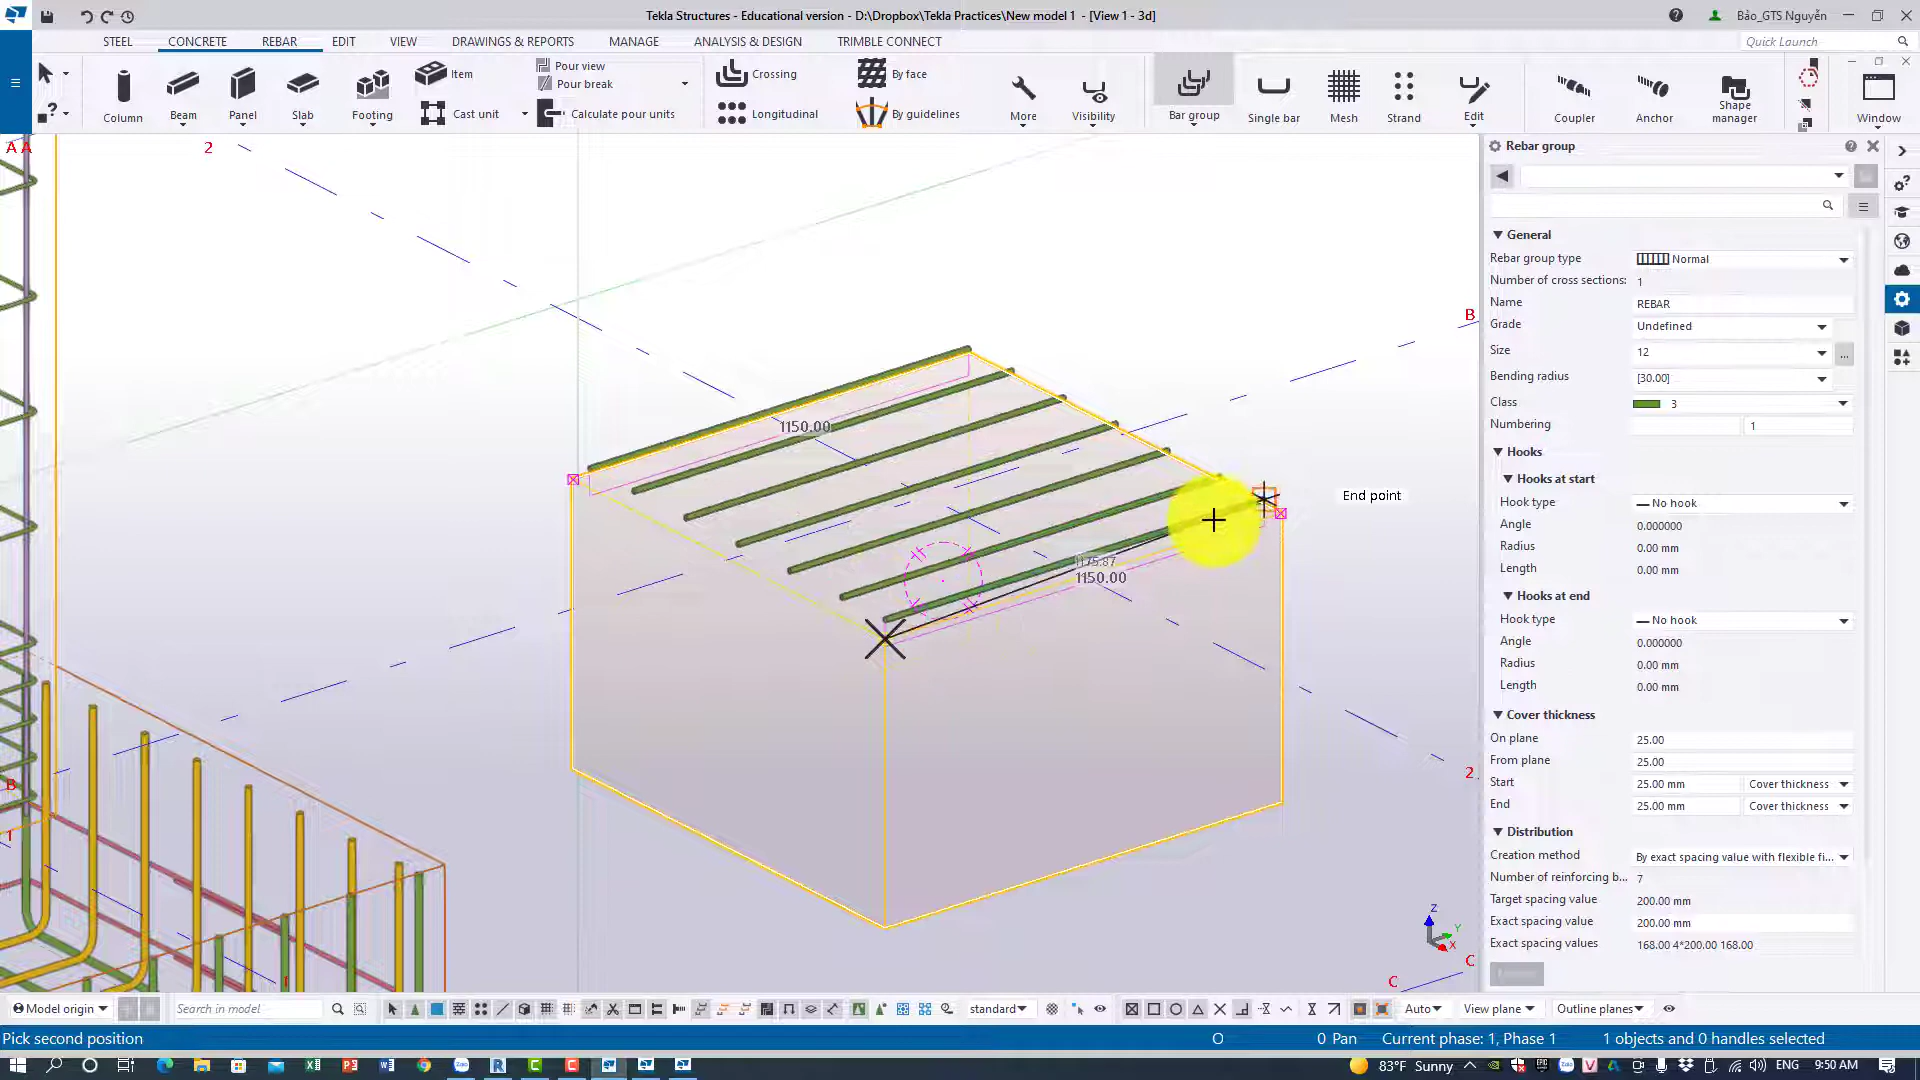 Tekla Structures - Educational version - D:\Dropbox\Tekla Practices\New model 1 - [View 1 - 3d]
Bảo_GTS Nguyễn
STEEL CONCRETE REBAR EDIT VIEW DRAWINGS & REPORTS MANAGE ANALYSIS & DESIGN TRIMBLE CONNECT
Quick Launch
Column
Beam
Panel
Slab
Footing
Item
Cast unit
Pour view
Pour break
Calculate pour units
Crossing
Longitudinal
By face
By guidelines
More
Visibility
Bar group
Single bar
Mesh
Strand
Edit
Coupler
Anchor
Shape manager
Window
A A
2
B
1150.00
End point
1175.87
1150.00
B
2
1
C
C
Z
Y
X
Rebar group
General
Rebar group type Normal
Number of cross sections: 1
Name REBAR
Grade Undefined
Size 12 ...
Bending radius [30.00]
Class 3
Numbering 1
Hooks
Hooks at start
Hook type No hook
Angle 0.000000
Radius 0.00 mm
Length 0.00 mm
Hooks at end
Hook type No hook
Angle 0.000000
Radius 0.00 mm
Length 0.00 mm
Cover thickness
On plane 25.00
From plane 25.00
Start 25.00 mm Cover thickness
End 25.00 mm Cover thickness
Distribution
Creation method By exact spacing value with flexible fi...
Number of reinforcing b... 7
Target spacing value 200.00 mm
Exact spacing value 200.00 mm
Exact spacing values 168.00 4*200.00 168.00
Model origin
Search in model
standard
Auto
View plane
Outline planes
Pick second position
O
0 Pan
Current phase: 1, Phase 1
1 objects and 0 handles selected
83°F Sunny
ENG
9:50 AM